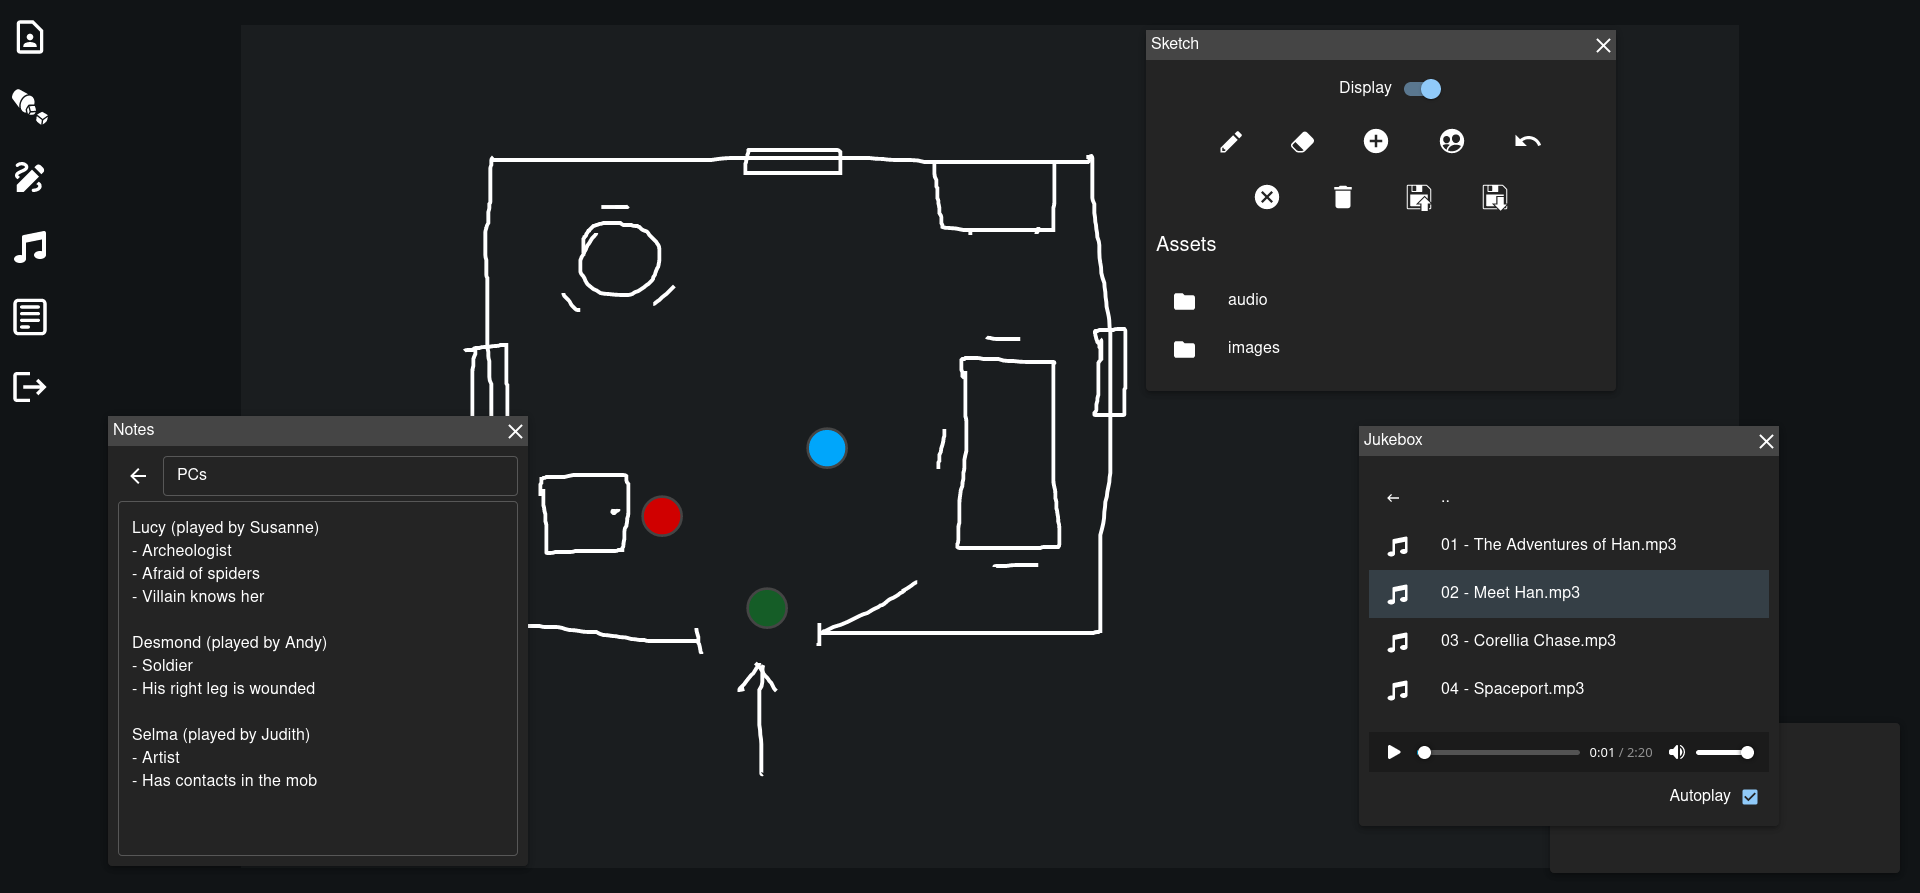 Sketch
Display
Assets
audio
images
Notes
PCs
Lucy (played by Susanne)
- Archeologist
- Afraid of spiders
- Villain knows her
Desmond (played by Andy)
- Soldier
- His right leg is wounded
Selma (played by Judith)
- Artist
- Has contacts in the mob
Jukebox
..
01 - The Adventures of Han.mp3
02 - Meet Han.mp3
03 - Corellia Chase.mp3
04 - Spaceport.mp3
0:01 / 2:20
Autoplay